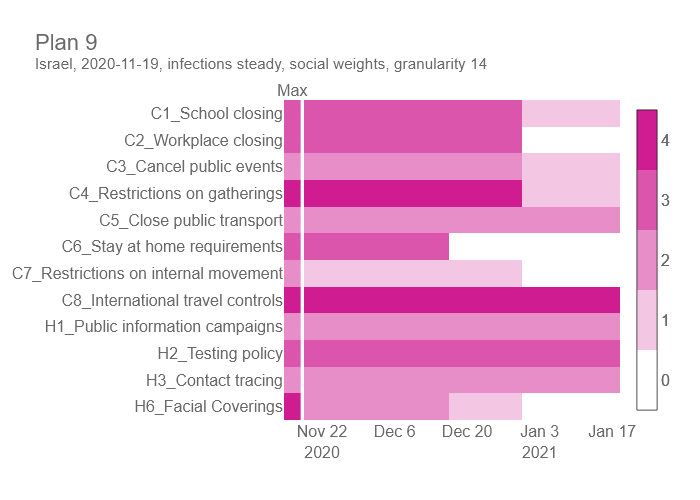 Plan 9
Israel, 2020-11-19, infections steady, social weights, granularity 14
Max
C1_School closing
C2_Workplace closing
C3_Cancel public events
C4_Restrictions on gatherings
C5_Close public transport
C6_Stay at home requirements
C7_Restrictions on internal movement
C8_International travel controls
H1_Public information campaigns
H2_Testing policy
H3_Contact tracing
H6_Facial Coverings
Nov 22 Dec 6 Dec 20 Jan 3 Jan 17
2020 2021
4
3
2
1
0